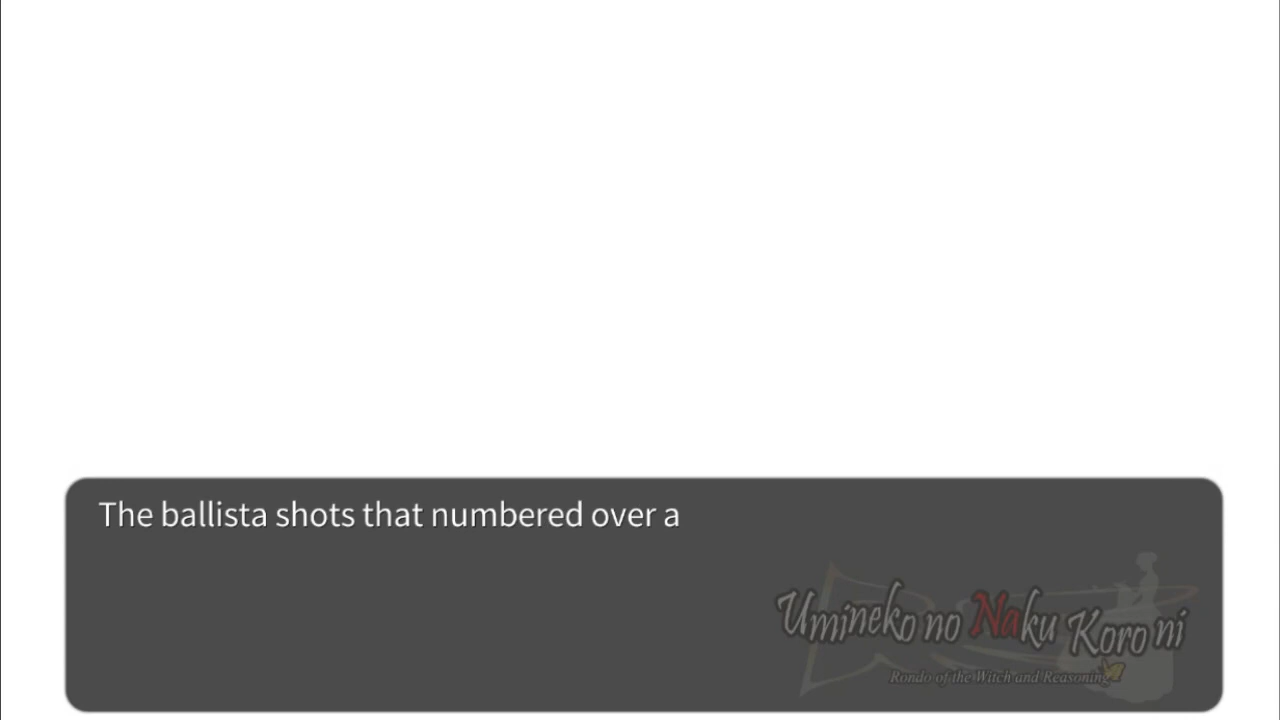 The ballista shots that numbered over a
Umineko no Naku Koro ni
Rondo of the Witch and Reasoning